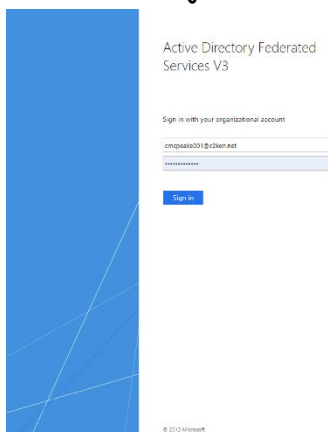 Active Directory Federated
Services V3
Sign in with your organizational account
cmcpeake001@c2ken.net
•••••••••••••
Sign in
© 2013 Microsoft